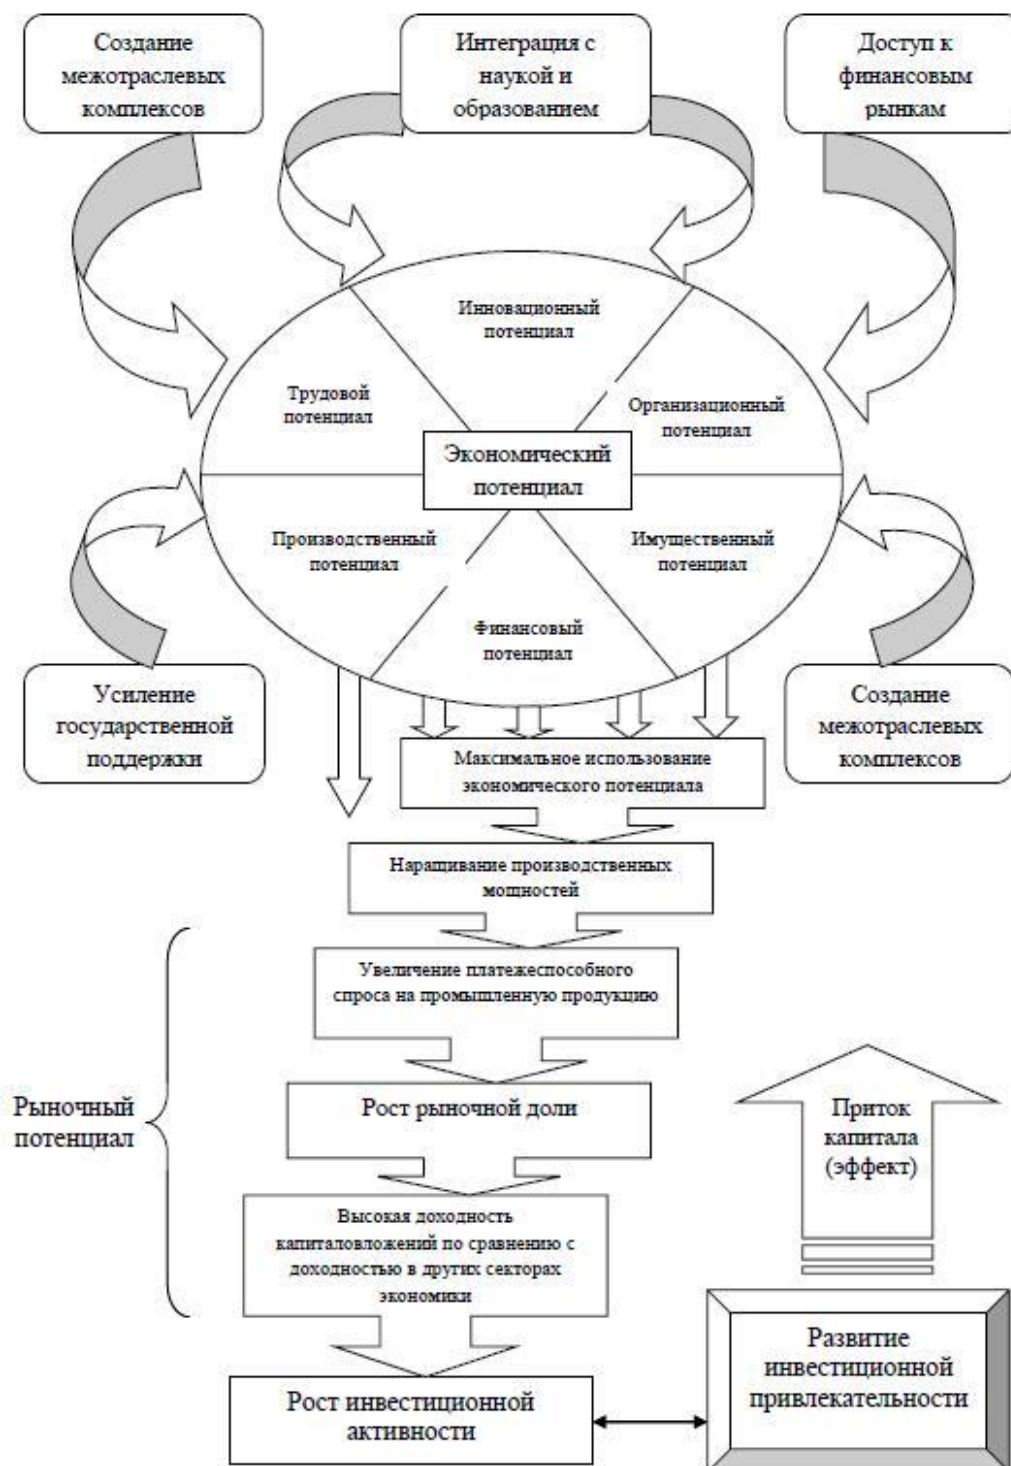 Создание
межотраслевых
комплексов
Интеграция с
наукой и
образованием
Доступ к
финансовым
рынкам
Инновационный
потенциал
Трудовой
потенциал
Организационный
потенциал
Экономический
потенциал
Производственный
потенциал
Имущественный
потенциал
Финансовый
потенциал
Усиление
государственной
поддержки
Создание
межотраслевых
комплексов
Максимальное использование
экономического потенциала
Наращивание производственных
мощностей
Увеличение платежеспособного
спроса на промышленную продукцию
Рыночный
потенциал
Рост рыночной доли
Приток
капитала
(эффект)
Высокая доходность
капиталовложений по сравнению с
доходностью в других секторах
экономики
Развитие
инвестиционной
привлекательности
Рост инвестиционной
активности